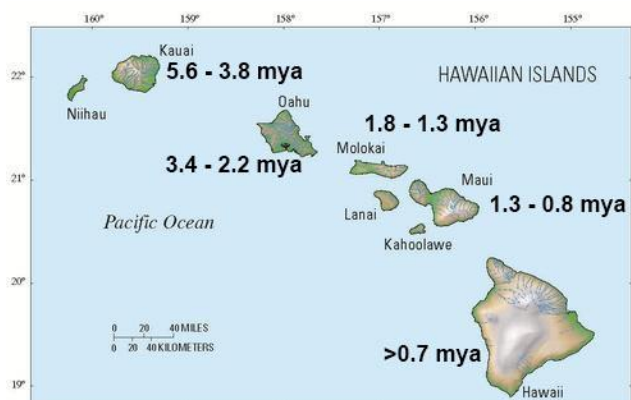 160° 159° 158° 157° 156° 155°
22°
Kauai
5.6 - 3.8 mya
HAWAIIAN ISLANDS
Niihau
Oahu
1.8 - 1.3 mya
Molokai
3.4 - 2.2 mya
21°
Maui
1.3 - 0.8 mya
Lanai
Pacific Ocean
Kahoolawe
20°
0 20 40 MILES
0 20 40 KILOMETERS
>0.7 mya
19°
Hawaii